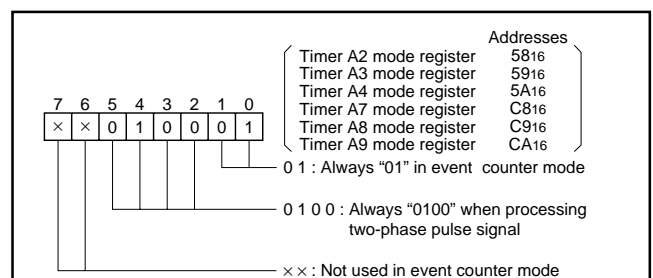 Addresses
Timer A2 mode register 5816
Timer A3 mode register 5916
Timer A4 mode register 5A16
Timer A7 mode register C816
Timer A8 mode register C916
Timer A9 mode register CA16
7 6 5 4 3 2 1 0
× × 0 1 0 0 0 1
0 1 : Always “01” in event counter mode
0 1 0 0 : Always “0100” when processing
two-phase pulse signal
× × : Not used in event counter mode